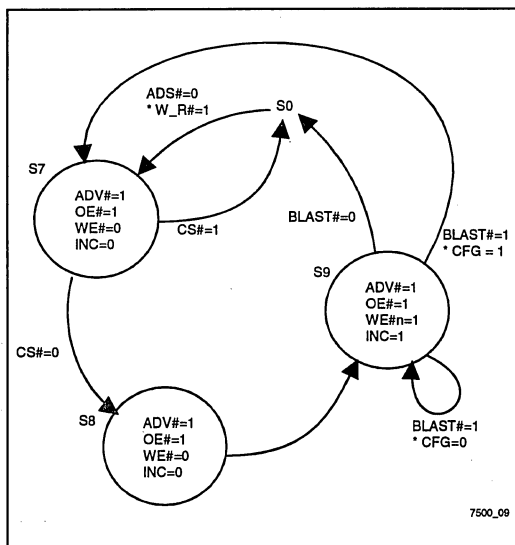 ADS#=0
* W_R#=1
S0
S7
ADV#=1
OE#=1
WE#=0
INC=0
CS#=1
BLAST#=0
BLAST#=1
* CFG = 1
S9
ADV#=1
OE#=1
WE#n=1
INC=1
CS#=0
S8
ADV#=1
OE#=1
WE#=0
INC=0
BLAST#=1
* CFG=0
7500_09